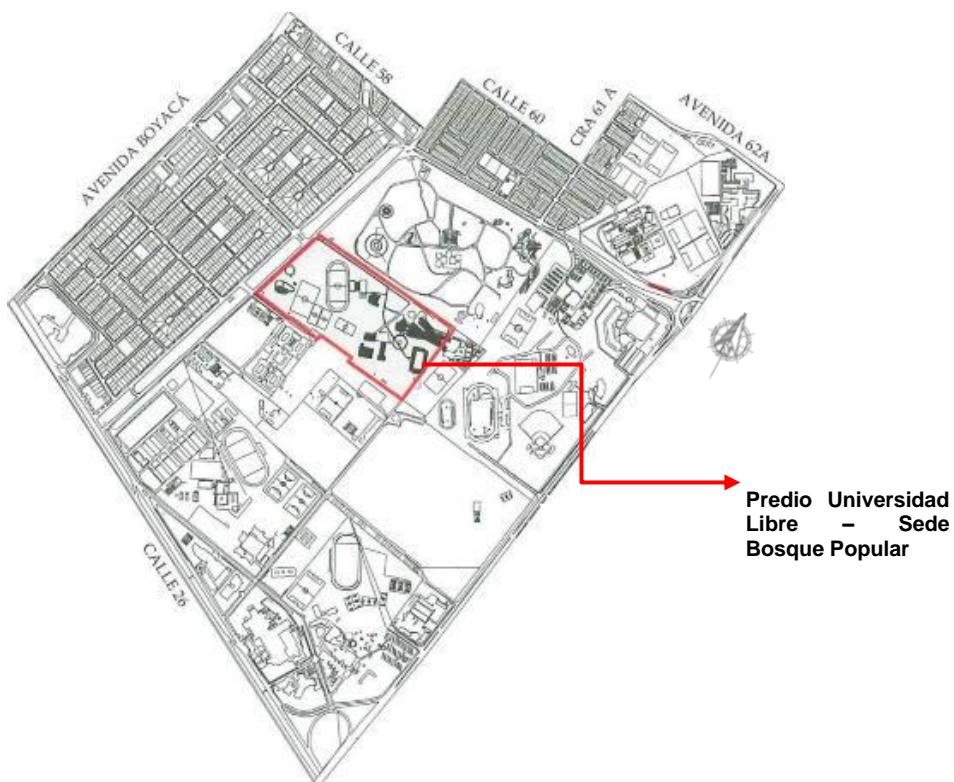 CALLE 58
CALLE 60
CRA 61 A
AVENIDA 62A
AVENIDA BOYACÁ
CALLE 26
Predio Universidad
Libre – Sede
Bosque Popular